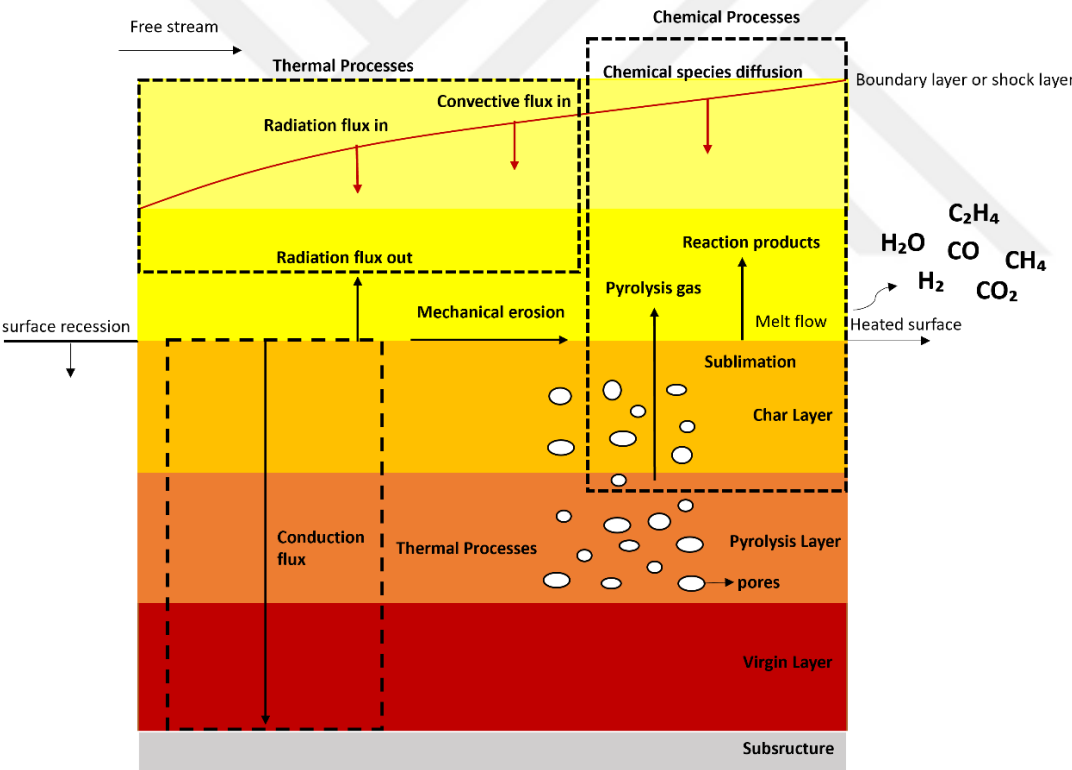 Chemical Processes
Free stream
Thermal Processes
Chemical species diffusion
Boundary layer or shock layer
Convective flux in
Radiation flux in
C₂H₄
H₂O
CO
CH₄
H₂
CO₂
Reaction products
Radiation flux out
Pyrolysis gas
Mechanical erosion
surface recession
Melt flow
Heated surface
Sublimation
Char Layer
Conduction
flux
Thermal Processes
Pyrolysis Layer
pores
Virgin Layer
Subsructure